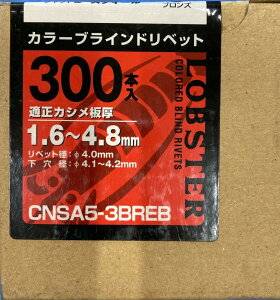 ブロンズ
カラーブラインドリベット
300本入
適正カシメ板厚
1.6～4.8mm
リベット径：φ4.0mm
下 穴 径：φ4.1～4.2mm
CNSA5-3BREB
LOBSTER
COLORED BLIND RIVETS